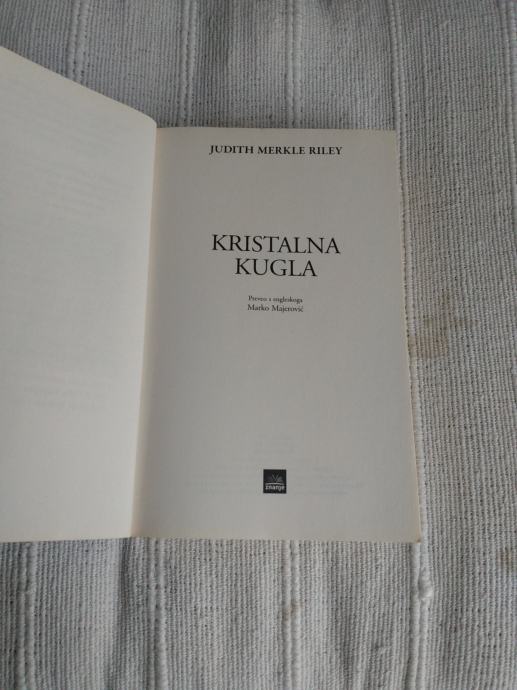 JUDITH MERKLE RILEY
KRISTALNA
KUGLA
Preveo s engleskoga
Marko Majerović
znanje